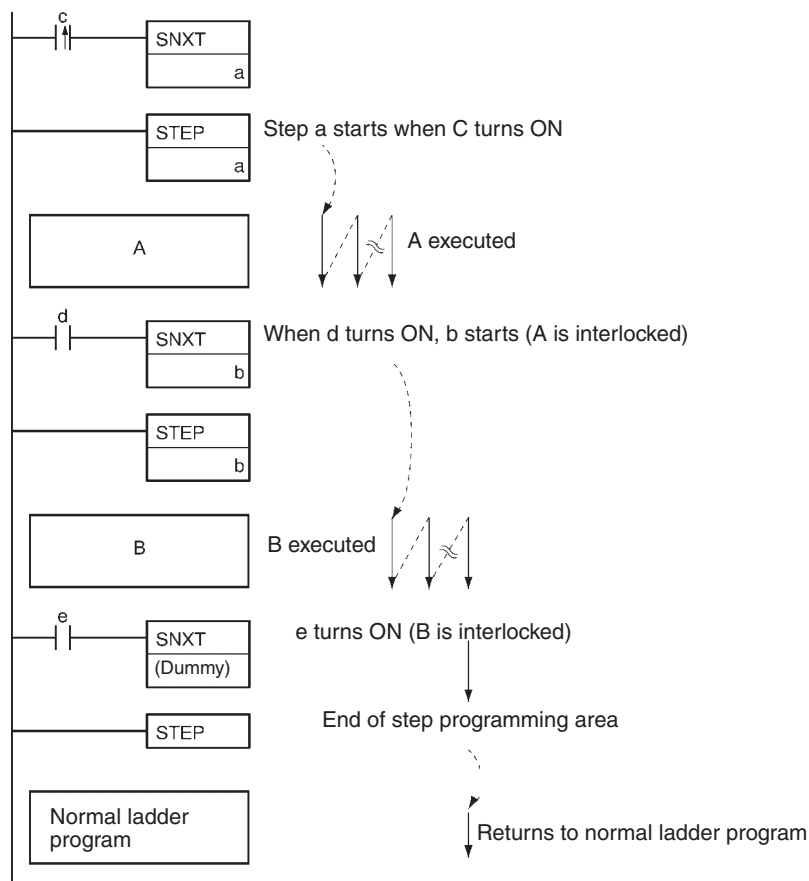 c
SNXT
a
STEP
a
Step a starts when C turns ON
A
A executed
d
SNXT
b
When d turns ON, b starts (A is interlocked)
STEP
b
B
B executed
e
SNXT
(Dummy)
e turns ON (B is interlocked)
End of step programming area
STEP
Normal ladder
program
Returns to normal ladder program